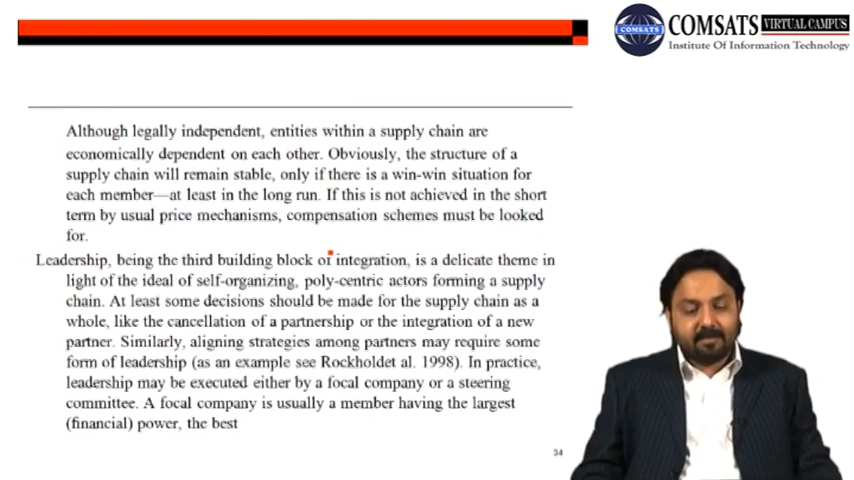 COMSATS VIRTUAL CAMPUS
COMSATS
Institute Of Information Technology
Although legally independent, entities within a supply chain are
economically dependent on each other. Obviously, the structure of a
supply chain will remain stable, only if there is a win-win situation for
each member—at least in the long run. If this is not achieved in the short
term by usual price mechanisms, compensation schemes must be looked
for.
Leadership, being the third building block of integration, is a delicate theme in
light of the ideal of self-organizing, poly-centric actors forming a supply
chain. At least some decisions should be made for the supply chain as a
whole, like the cancellation of a partnership or the integration of a new
partner. Similarly, aligning strategies among partners may require some
form of leadership (as an example see Rockholdet al. 1998). In practice,
leadership may be executed either by a focal company or a steering
committee. A focal company is usually a member having the largest
(financial) power, the best
34